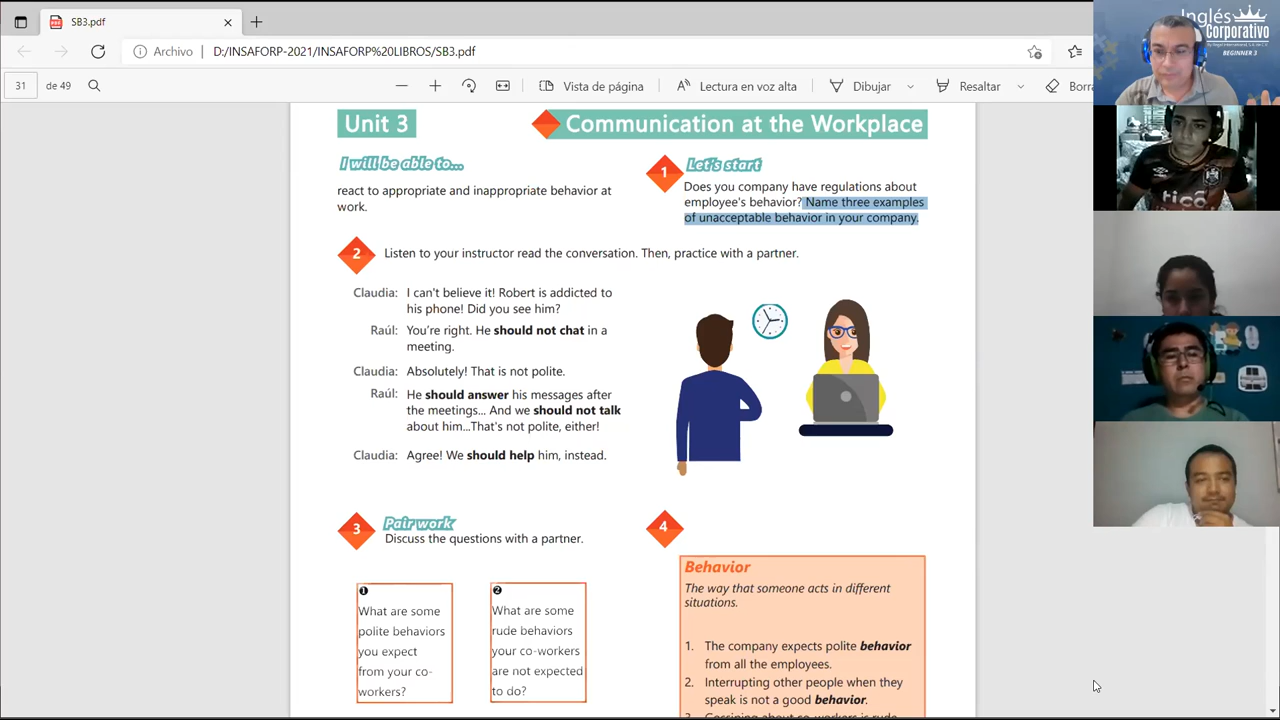 SB3.pdf
Archivo
D:/INSAFORP-2021/INSAFORP%20LIBROS/SB3.pdf
31 de 49
Vista de página
Lectura en voz alta
Dibujar
Resaltar
Borra
Unit 3
Communication at the Workplace
I will be able to...
react to appropriate and inappropriate behavior at
work.
1
Let's start
Does you company have regulations about
employee's behavior? Name three examples
of unacceptable behavior in your company.
2
Listen to your instructor read the conversation. Then, practice with a partner.
Claudia: I can't believe it! Robert is addicted to
his phone! Did you see him?
Raúl: You're right. He should not chat in a
meeting.
Claudia: Absolutely! That is not polite.
Raúl: He should answer his messages after
the meetings... And we should not talk
about him...That's not polite, either!
Claudia: Agree! We should help him, instead.
3
Pair work
Discuss the questions with a partner.
❶
What are some
polite behaviors
you expect
from your co-
workers?
❷
What are some
rude behaviors
your co-workers
are not expected
to do?
4
Behavior
The way that someone acts in different
situations.
1. The company expects polite behavior
from all the employees.
2. Interrupting other people when they
speak is not a good behavior.
3. Gossiping about co-workers is rude
Inglés
Corporativo
BEGINNER 3
tico